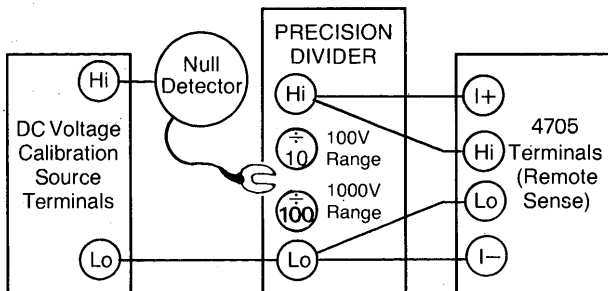 DC Voltage
Calibration
Source
Terminals
Hi
Lo
Null
Detector
PRECISION
DIVIDER
Hi
÷
10
100V
Range
÷
100
1000V
Range
Lo
I+
Hi
Lo
I−
4705
Terminals
(Remote
Sense)